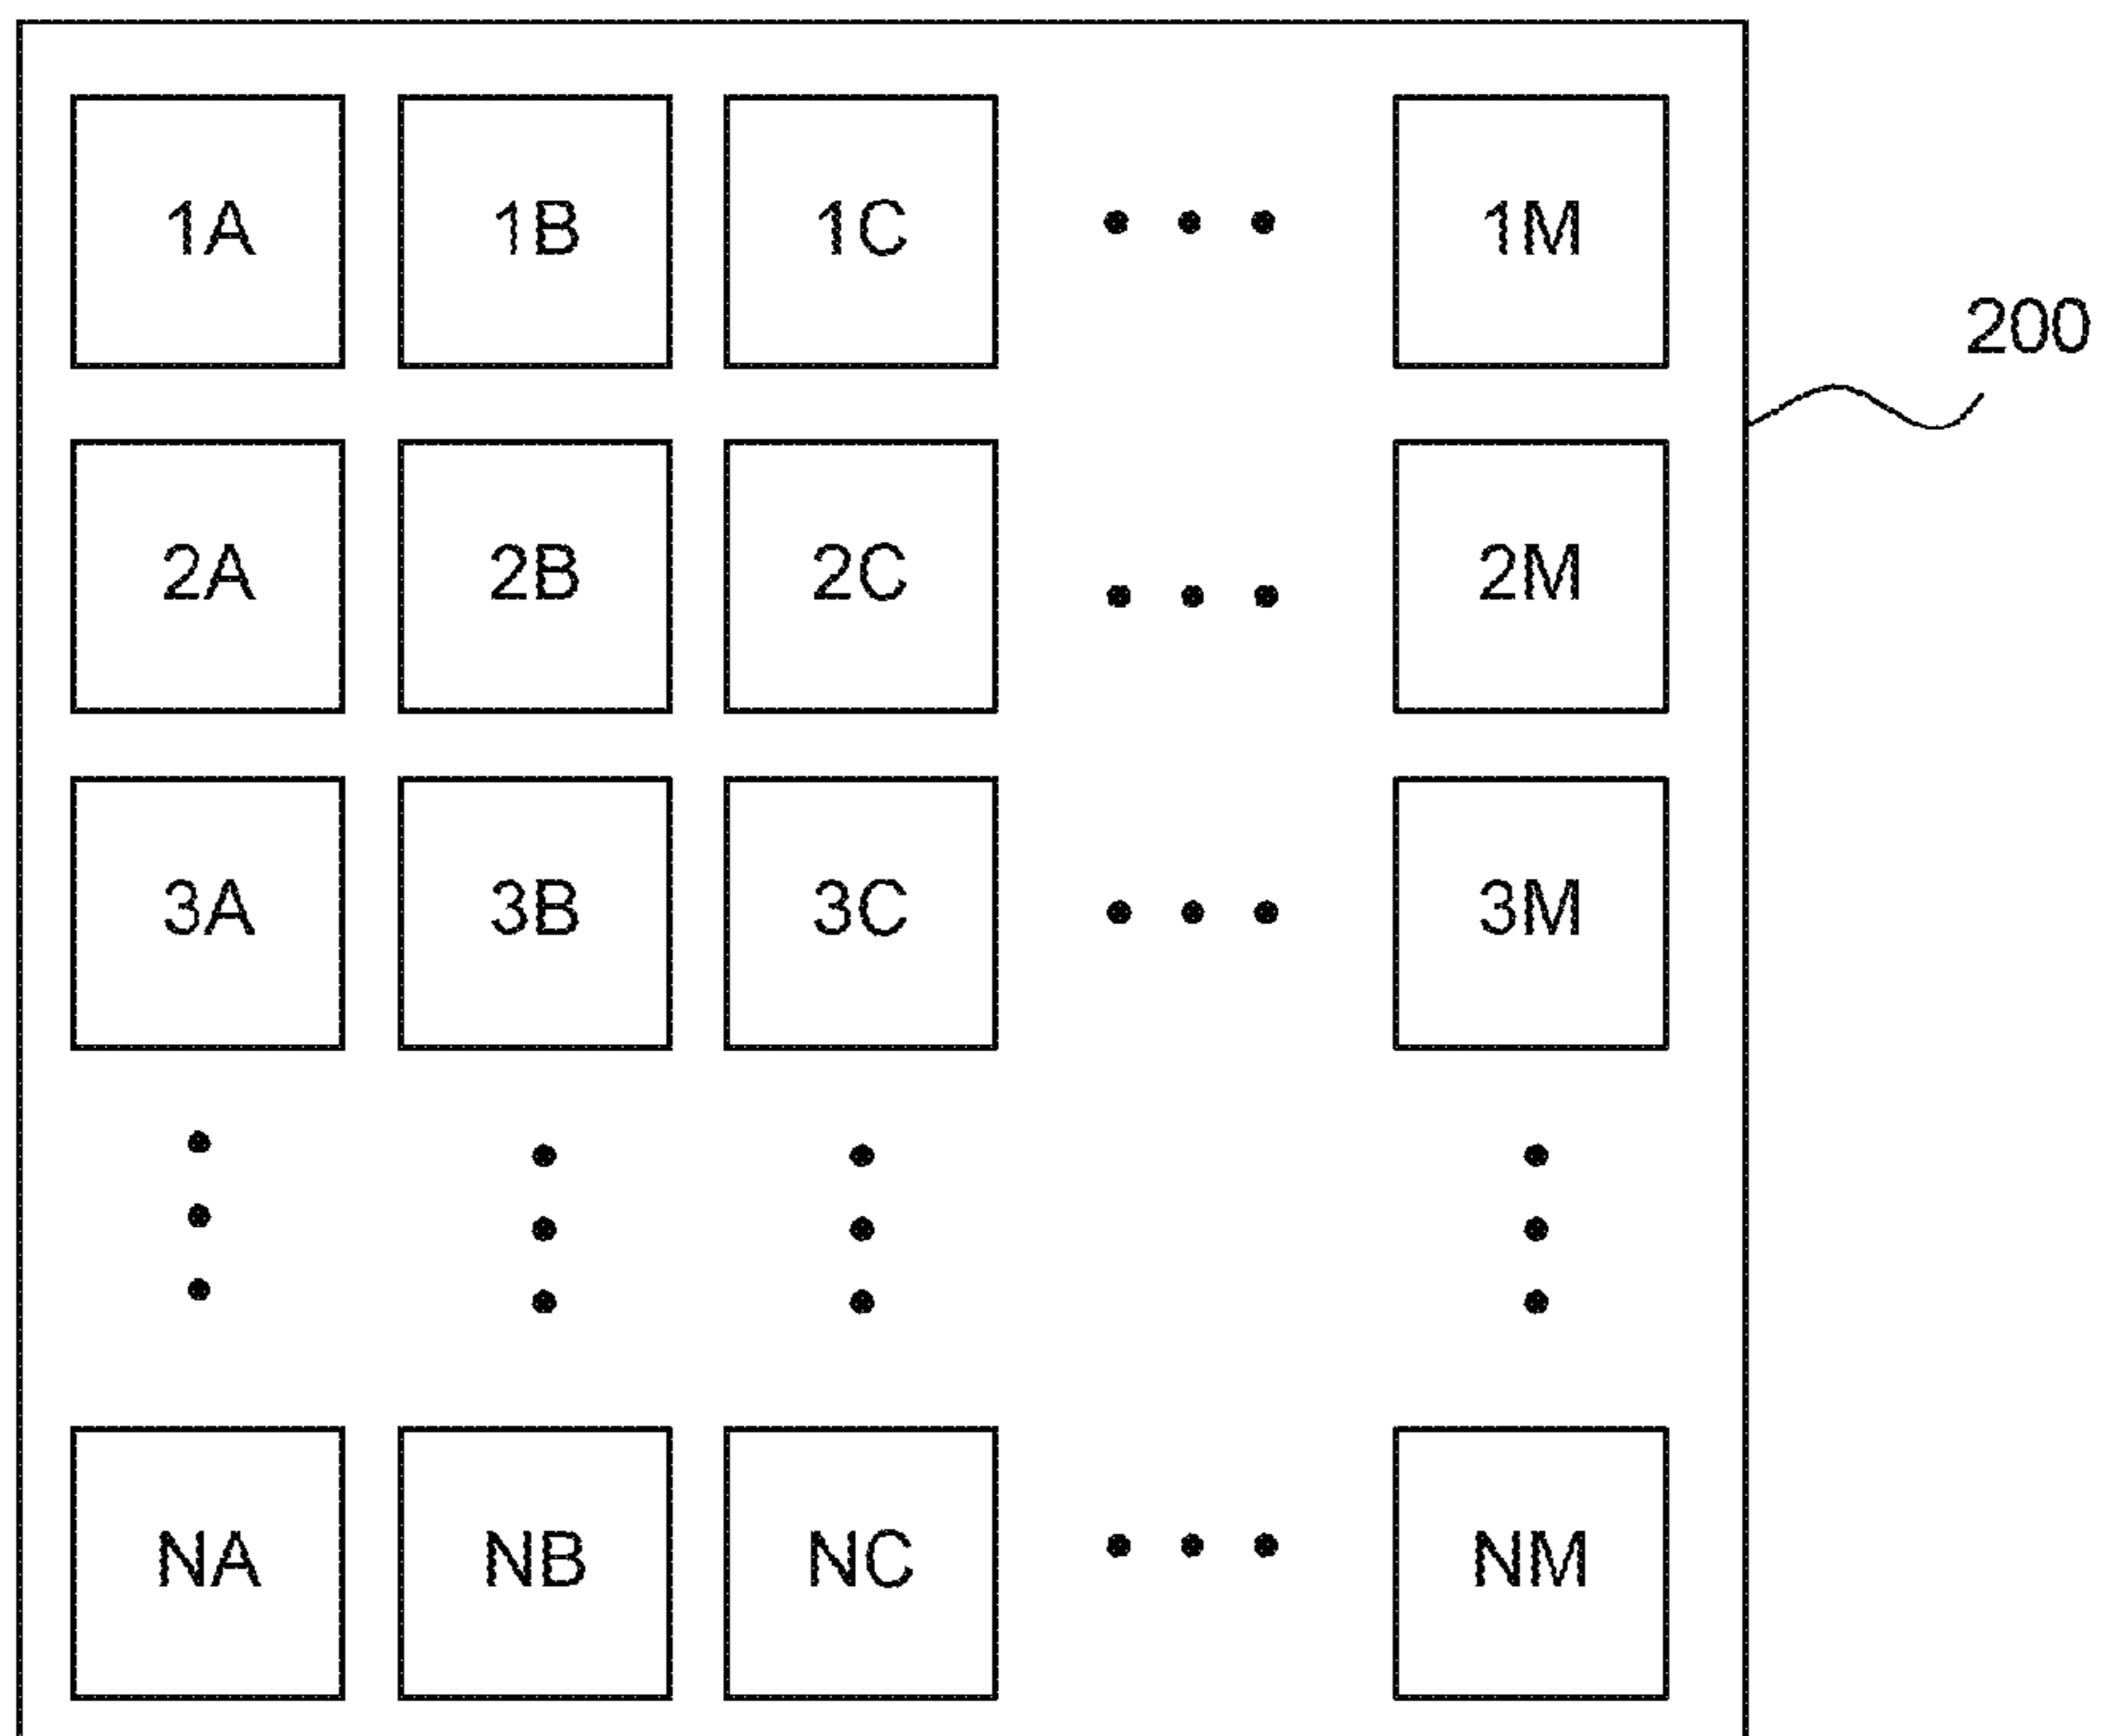 1A 1B 1C • • • 1M
200
2A 2B 2C • • • 2M
3A 3B 3C • • • 3M
NA NB NC • • • NM